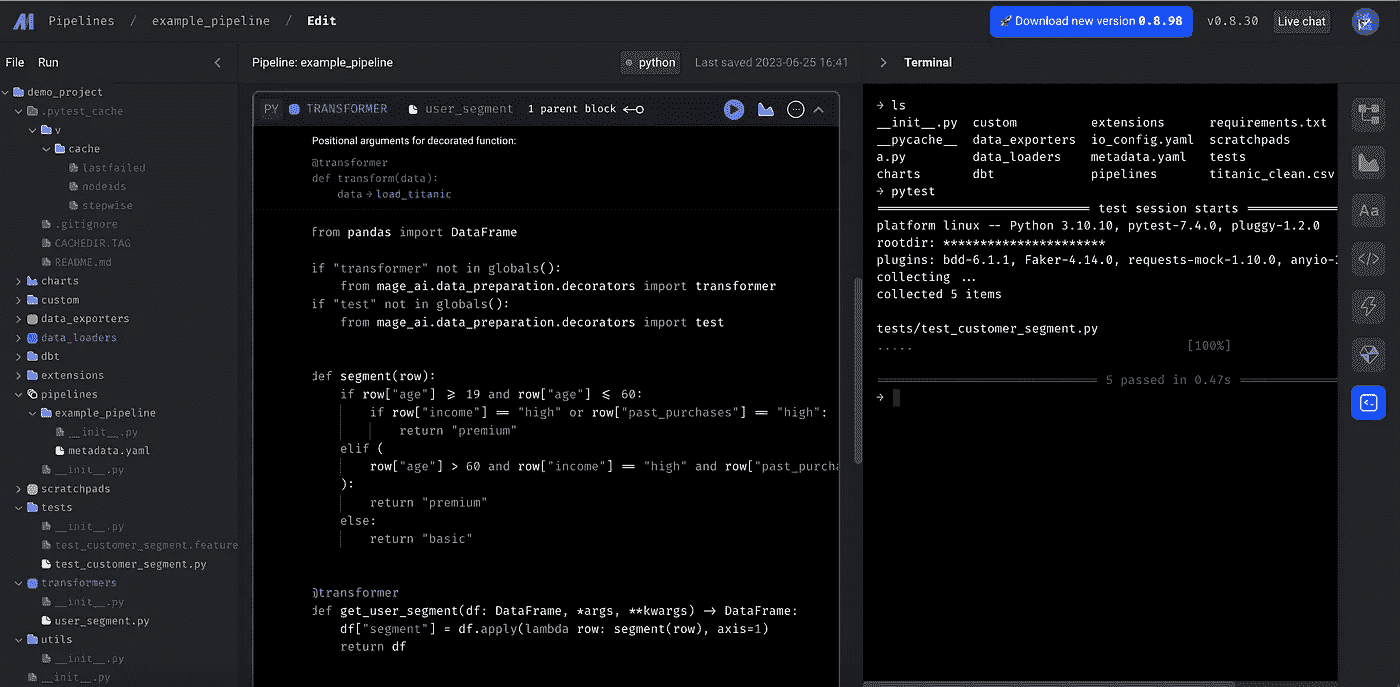 Pipelines / example_pipeline / Edit
Download new version 0.8.98
v0.8.30
Live chat
File Run
Pipeline: example_pipeline
python
Last saved 2023-06-25 16:41
Terminal
demo_project
.pytest_cache
v
cache
lastfailed
nodeids
stepwise
.gitignore
CACHEDIR.TAG
README.md
charts
custom
data_exporters
data_loaders
dbt
extensions
pipelines
example_pipeline
__init__.py
metadata.yaml
__init__.py
scratchpads
tests
__init__.py
test_customer_segment.feature
test_customer_segment.py
transformers
__init__.py
user_segment.py
utils
__init__.py
__init__.py
PY TRANSFORMER user_segment 1 parent block
Positional arguments for decorated function:
@transformer
def transform(data):
data → load_titanic
from pandas import DataFrame
if "transformer" not in globals():
from mage_ai.data_preparation.decorators import transformer
if "test" not in globals():
from mage_ai.data_preparation.decorators import test
def segment(row):
if row["age"] ≥ 19 and row["age"] ≤ 60:
if row["income"] == "high" or row["past_purchases"] == "high":
return "premium"
elif (
row["age"] > 60 and row["income"] == "high" and row["past_purcha
):
return "premium"
else:
return "basic"
@transformer
def get_user_segment(df: DataFrame, *args, **kwargs) → DataFrame:
df["segment"] = df.apply(lambda row: segment(row), axis=1)
return df
→ ls
__init__.py custom extensions requirements.txt
__pycache__ data_exporters io_config.yaml scratchpads
a.py data_loaders metadata.yaml tests
charts dbt pipelines titanic_clean.csv
→ pytest
test session starts
platform linux -- Python 3.10.10, pytest-7.4.0, pluggy-1.2.0
rootdir: **********************
plugins: bdd-6.1.1, Faker-4.14.0, requests-mock-1.10.0, anyio-
collecting ...
collected 5 items
tests/test_customer_segment.py
..... [100%]
5 passed in 0.47s
→
Aa